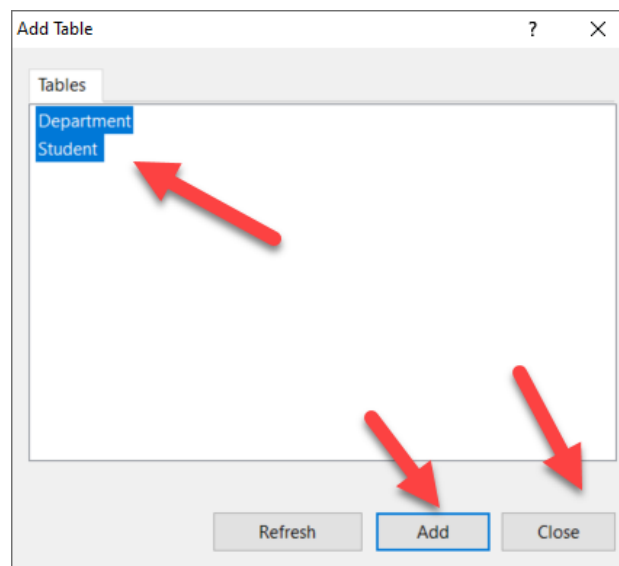 Add Table ?
Tables
Department
Student
Refresh Add Close